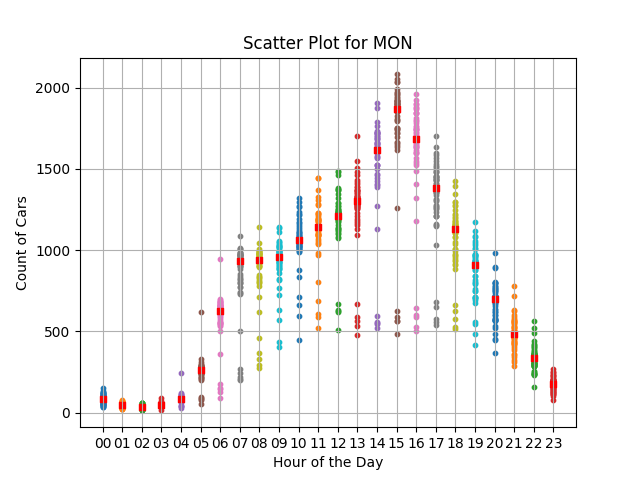 Scatter Plot for MON
Count of Cars
2000
1500
1000
500
0
00 01 02 03 04 05 06 07 08 09 10 11 12 13 14 15 16 17 18 19 20 21 22 23
Hour of the Day